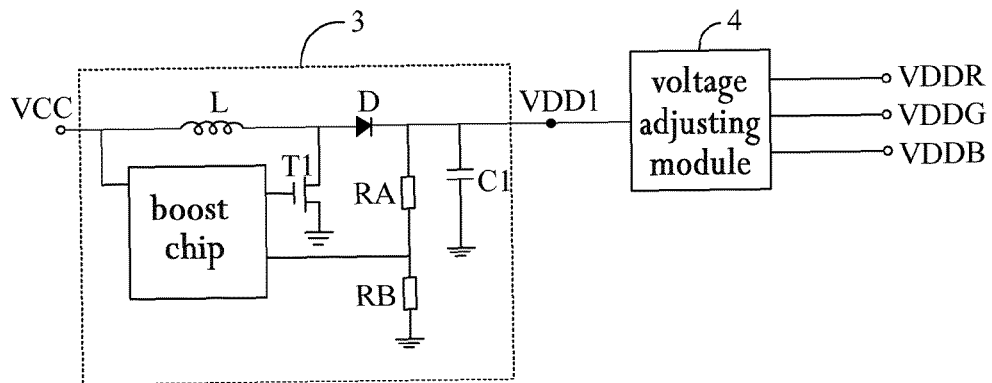 3
4
VCC
L
D
VDD1
voltage
adjusting
module
VDDR
VDDG
VDDB
T1
boost
chip
RA
C1
RB